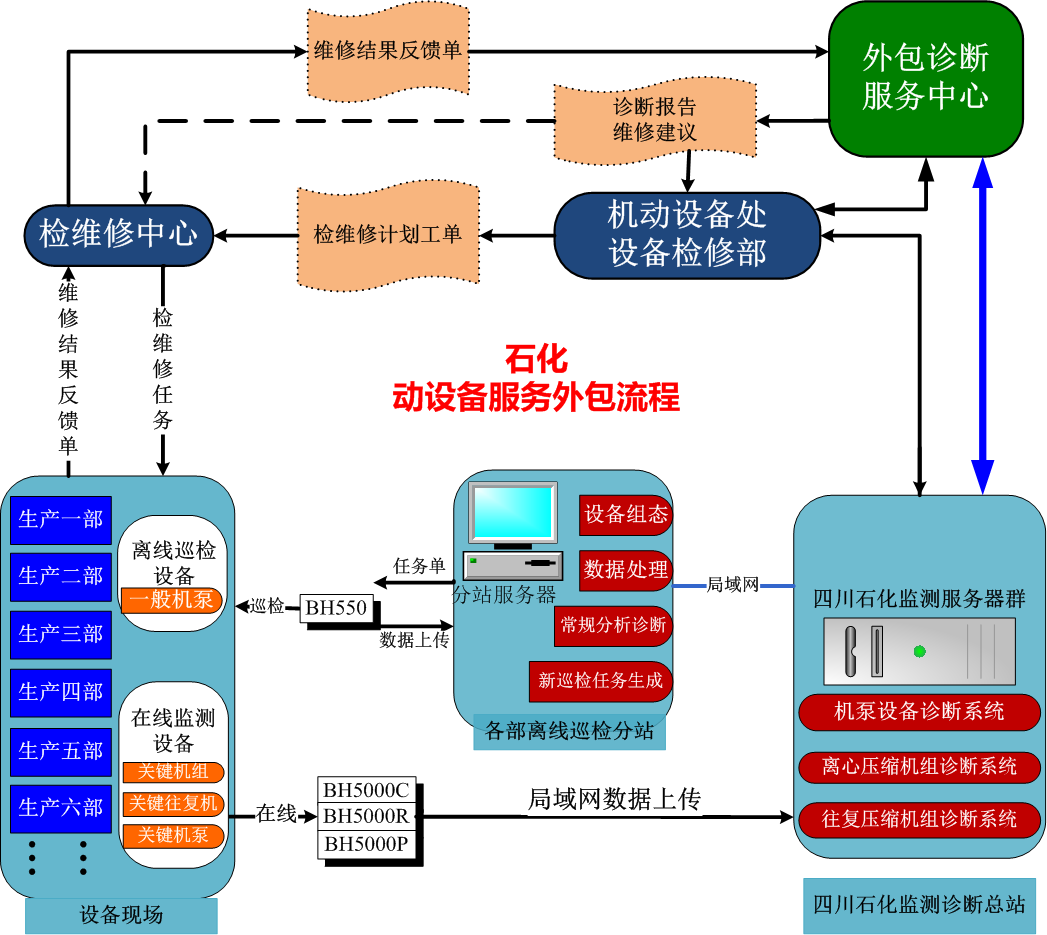 维修结果反馈单
外包诊断
服务中心
诊断报告
维修建议
检维修中心
检维修计划工单
机动设备处
设备检修部
维修结果反馈单
检维修任务
石化
动设备服务外包流程
生产一部
生产二部
生产三部
生产四部
生产五部
生产六部
离线巡检
设备
一般机泵
在线监测
设备
关键机组
关键往复机
关键机泵
设备现场
巡检
BH550
任务单
数据上传
分站服务器
设备组态
数据处理
常规分析诊断
新巡检任务生成
各部离线巡检分站
局域网
在线
BH5000C
BH5000R
BH5000P
局域网数据上传
四川石化监测服务器群
机泵设备诊断系统
离心压缩机组诊断系统
往复压缩机组诊断系统
四川石化监测诊断总站